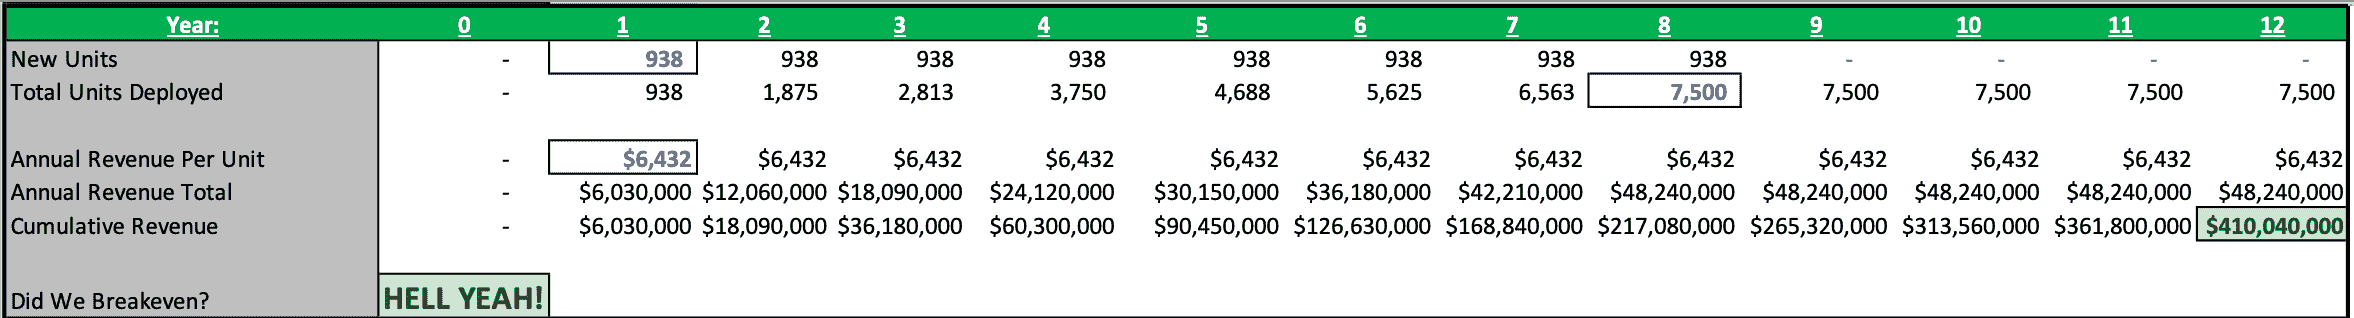 Year: 0 1 2 3 4 5 6 7 8 9 10 11 12
New Units - 938 938 938 938 938 938 938 938 - - - -
Total Units Deployed - 938 1,875 2,813 3,750 4,688 5,625 6,563 7,500 7,500 7,500 7,500 7,500
Annual Revenue Per Unit - $6,432 $6,432 $6,432 $6,432 $6,432 $6,432 $6,432 $6,432 $6,432 $6,432 $6,432 $6,432
Annual Revenue Total - $6,030,000 $12,060,000 $18,090,000 $24,120,000 $30,150,000 $36,180,000 $42,210,000 $48,240,000 $48,240,000 $48,240,000 $48,240,000 $48,240,000
Cumulative Revenue - $6,030,000 $18,090,000 $36,180,000 $60,300,000 $90,450,000 $126,630,000 $168,840,000 $217,080,000 $265,320,000 $313,560,000 $361,800,000 $410,040,000
Did We Breakeven? HELL YEAH!